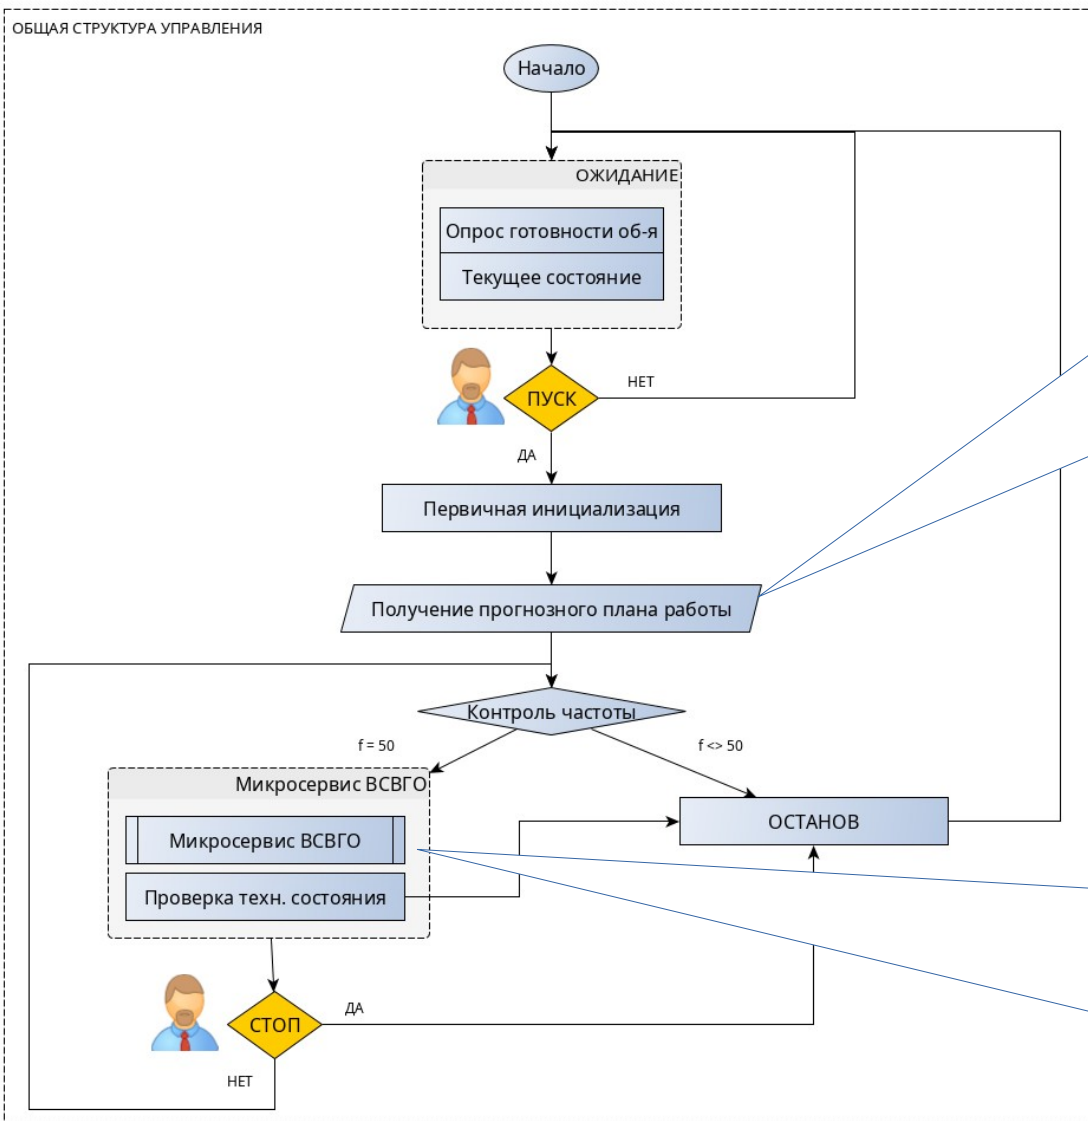 ОБЩАЯ СТРУКТУРА УПРАВЛЕНИЯ
Начало
ОЖИДАНИЕ
Опрос готовности об-я
Текущее состояние
ПУСК
НЕТ
ДА
Первичная инициализация
Получение прогнозного плана работы
Контроль частоты
f = 50
f <> 50
Микросервис ВСВГО
Микросервис ВСВГО
ОСТАНОВ
Проверка техн. состояния
СТОП
ДА
НЕТ